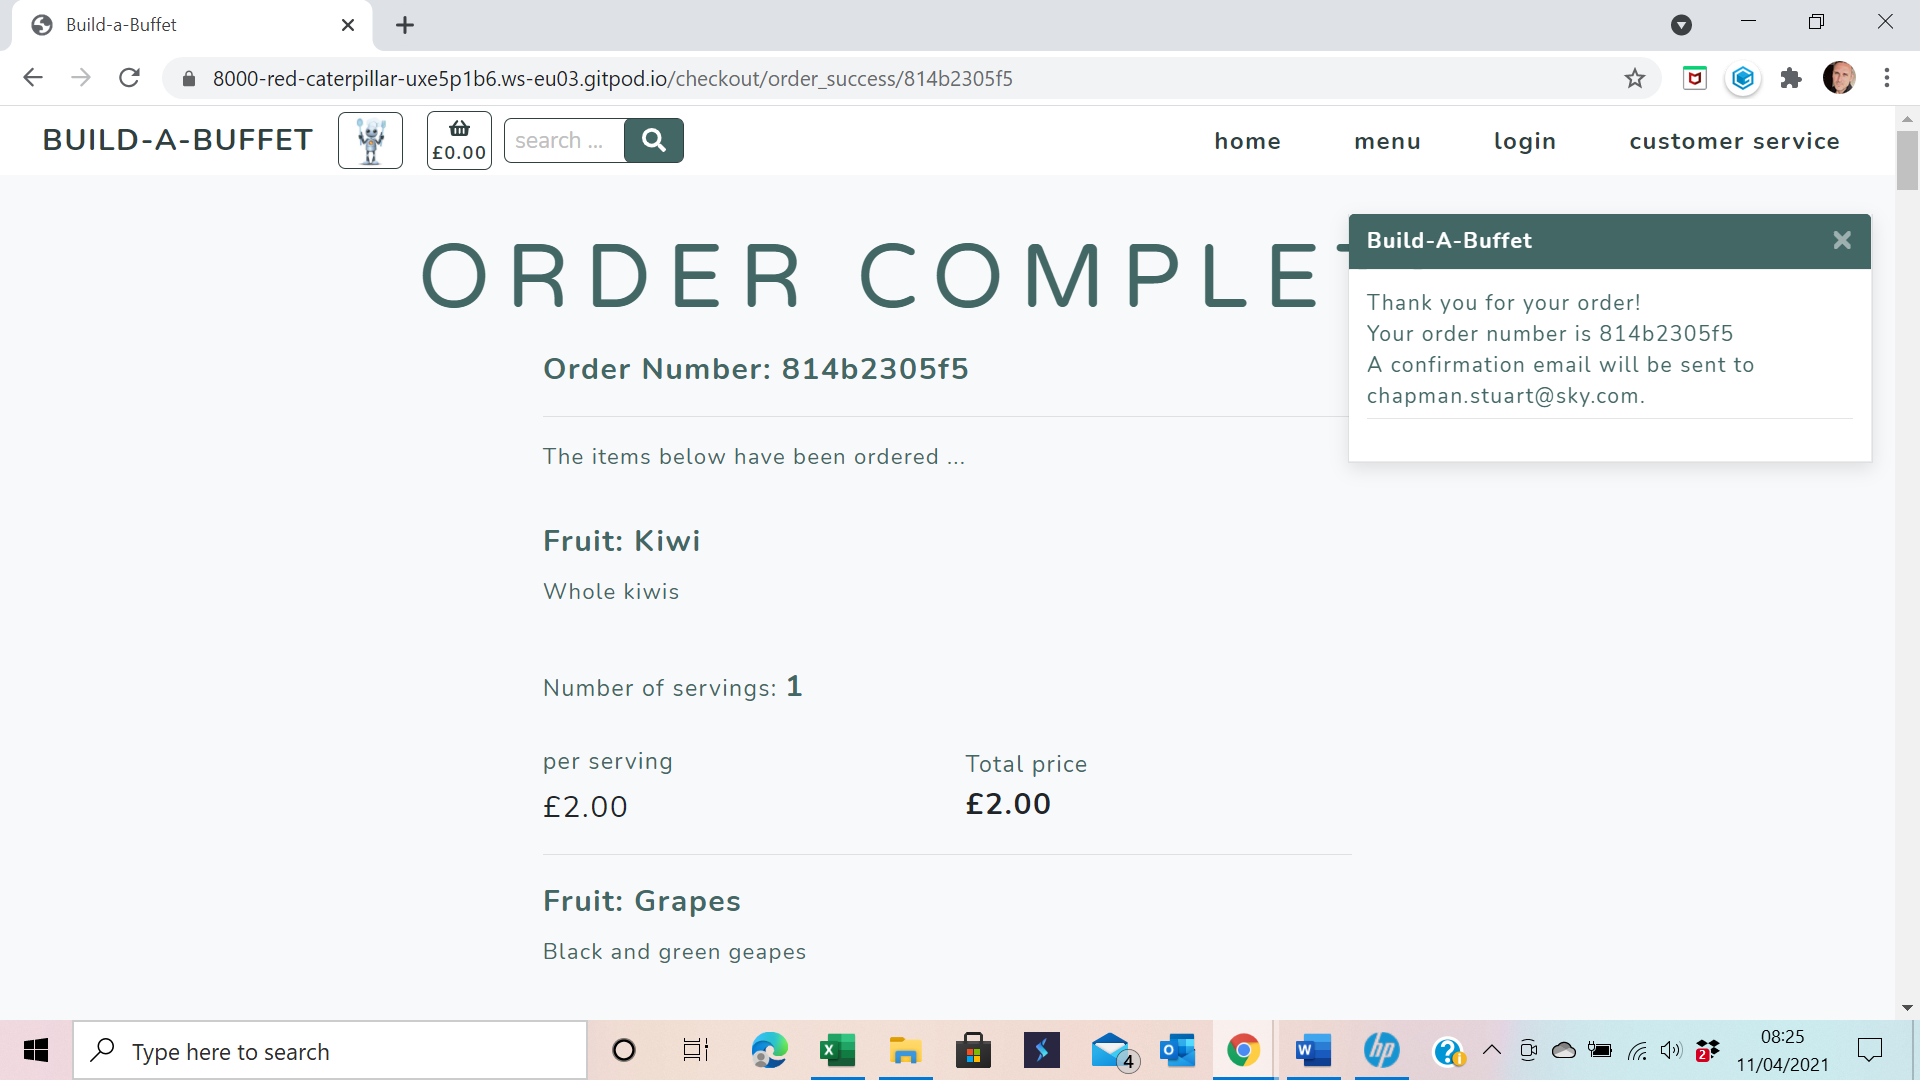 Build-a-Buffet
8000-red-caterpillar-uxe5p1b6.ws-eu03.gitpod.io/checkout/order_success/814b2305f5
BUILD-A-BUFFET
£0.00
search ...
home menu login customer service
ORDER COMPLE
Build-A-Buffet
Thank you for your order!
Your order number is 814b2305f5
A confirmation email will be sent to
chapman.stuart@sky.com.
Order Number: 814b2305f5
The items below have been ordered ...
Fruit: Kiwi
Whole kiwis
Number of servings: 1
per serving
£2.00
Total price
£2.00
Fruit: Grapes
Black and green geapes
Type here to search
4
2
08:25
11/04/2021